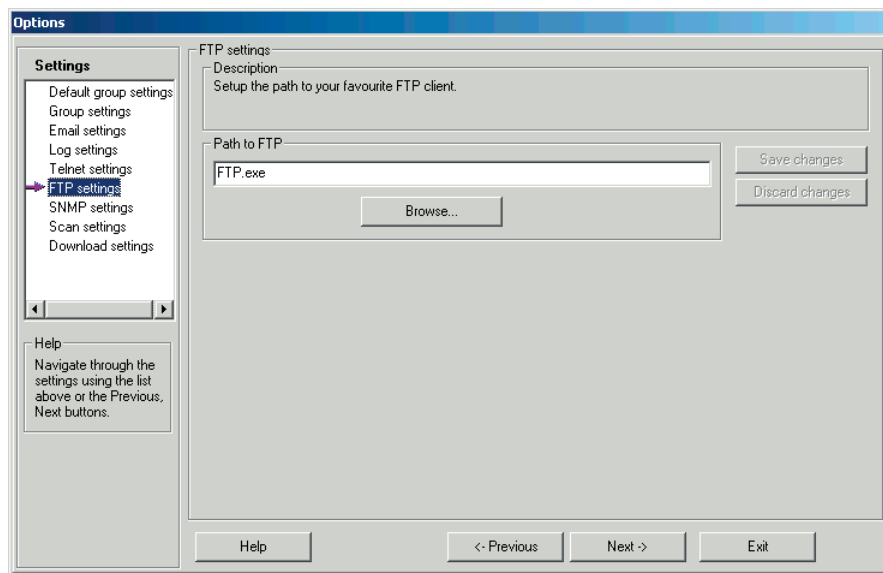 Options
Settings
Default group settings
Group settings
Email settings
Log settings
Telnet settings
FTP settings
SNMP settings
Scan settings
Download settings
Help
Navigate through the
settings using the list
above or the Previous,
Next buttons.
FTP settings
Description
Setup the path to your favourite FTP client.
Path to FTP
FTP.exe
Browse...
Save changes
Discard changes
Help
<- Previous
Next ->
Exit